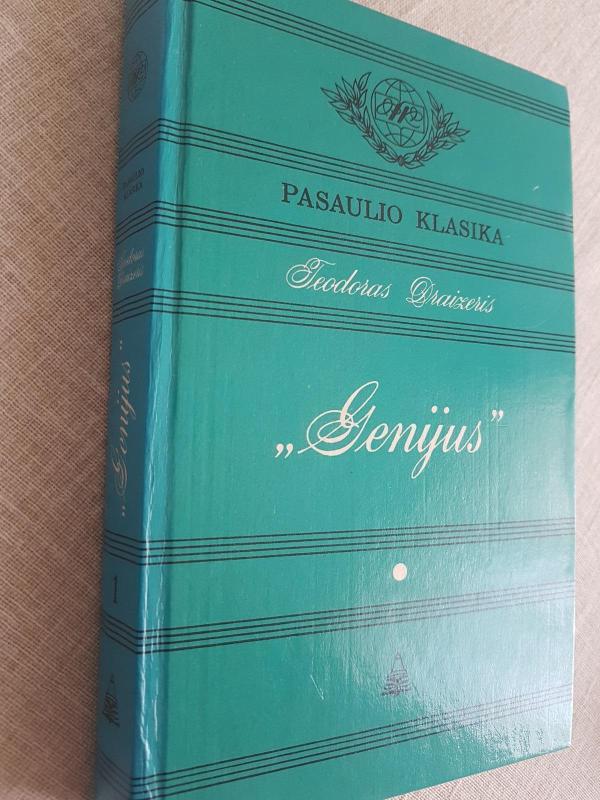 PASAULIO KLASIKA
Teodoras Draizeris
„Genijus”
PASAULIO
KLASIKA
Teodoras
Draizeris
„Genijus”
1